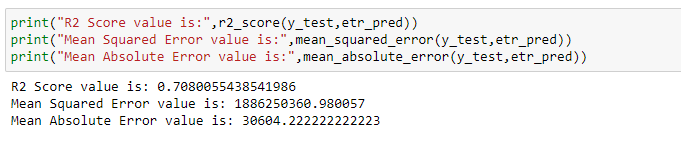 print("R2 Score value is:",r2_score(y_test,etr_pred))
print("Mean Squared Error value is:",mean_squared_error(y_test,etr_pred))
print("Mean Absolute Error value is:",mean_absolute_error(y_test,etr_pred))
R2 Score value is: 0.7080055438541986
Mean Squared Error value is: 1886250360.980057
Mean Absolute Error value is: 30604.222222222223